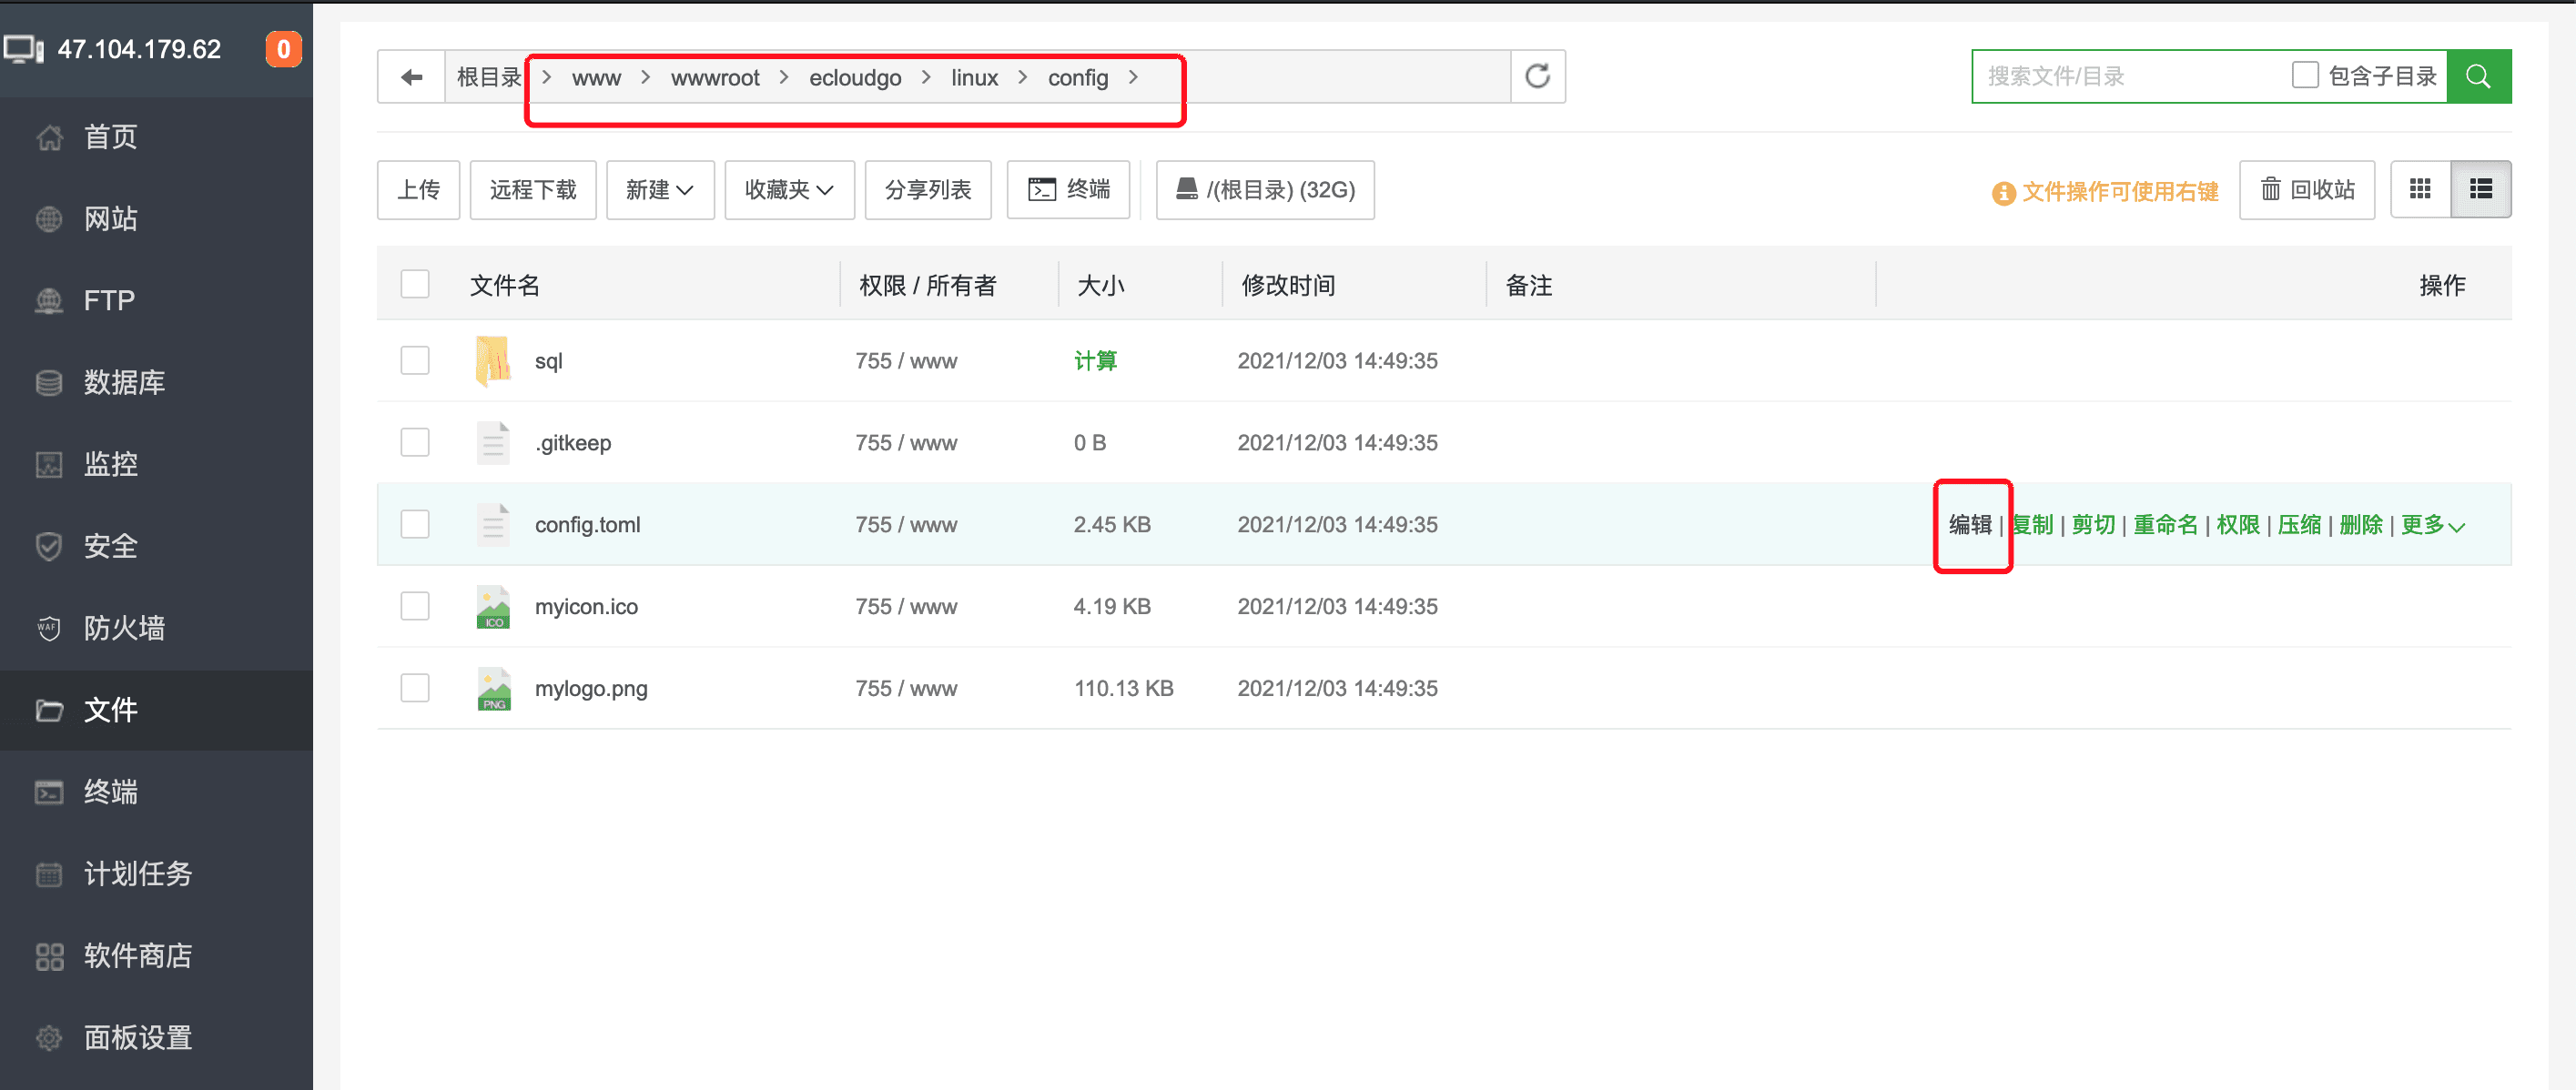 47.104.179.62 0
首页
网站
FTP
数据库
监控
安全
WAF 防火墙
文件
终端
计划任务
软件商店
面板设置
根目录 > www > wwwroot > ecloudgo > linux > config >
搜索文件/目录 包含子目录
上传 远程下载 新建 收藏夹 分享列表 终端 /(根目录) (32G)
文件操作可使用右键 回收站
文件名 权限 / 所有者 大小 修改时间 备注 操作
sql 755 / www 计算 2021/12/03 14:49:35
.gitkeep 755 / www 0 B 2021/12/03 14:49:35
config.toml 755 / www 2.45 KB 2021/12/03 14:49:35 编辑 | 复制 | 剪切 | 重命名 | 权限 | 压缩 | 删除 | 更多
ICO myicon.ico 755 / www 4.19 KB 2021/12/03 14:49:35
PNG mylogo.png 755 / www 110.13 KB 2021/12/03 14:49:35